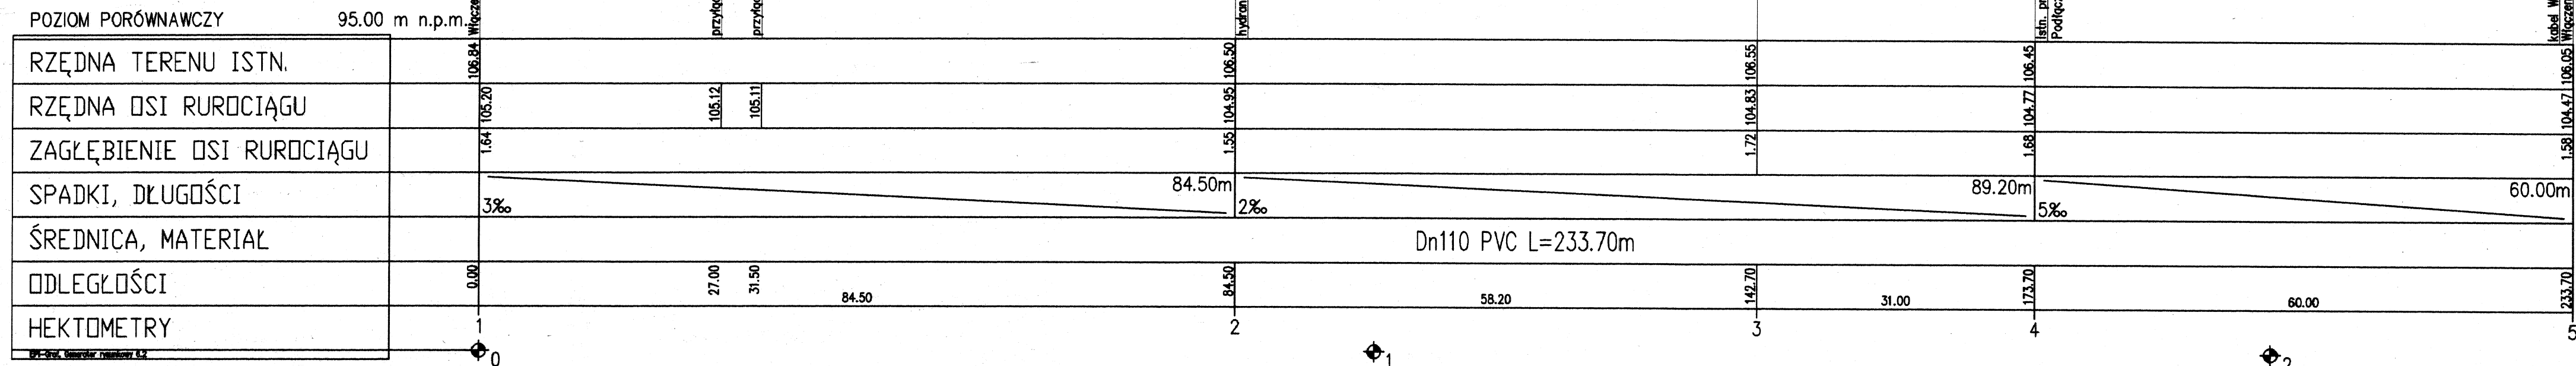 POZIOM PORÓWNAWCZY 95.00 m n.p.m.
RZĘDNA TERENU ISTN. 106.84 106.50 106.55 106.45 106.05
RZĘDNA OSI RUROCIĄGU 105.20 105.12 105.11 104.95 104.83 104.77 104.47
ZAGŁĘBIENIE OSI RUROCIĄGU 1.64 1.55 1.72 1.68 1.58
SPADKI, DŁUGOŚCI 3‰ 84.50m 2‰ 89.20m 5‰ 60.00m
ŚREDNICA, MATERIAŁ Dn110 PVC L=233.70m
ODLEGŁOŚCI 0.00 27.00 31.50 84.50 142.70 173.70 233.70
84.50 58.20 31.00 60.00
HEKTOMETRY 1 2 3 4 5
0 1 2